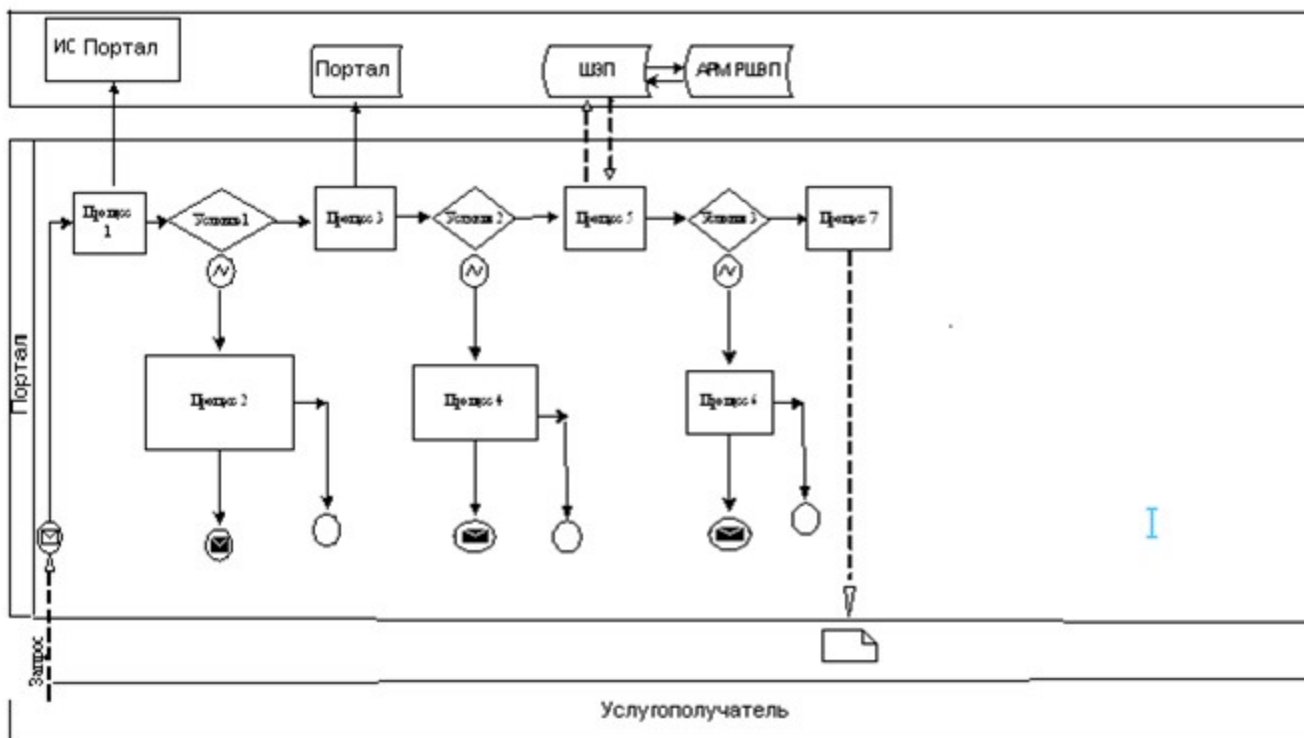 ИС Портал
Портал
ШЭП
АРМ РШЭП
Процесс
1
Условие 1
Процесс 3
Условие 2
Процесс 5
Условие 3
Процесс 7
Процесс 2
Процесс 4
Процесс 6
Портал
Запрос
Услугополучатель